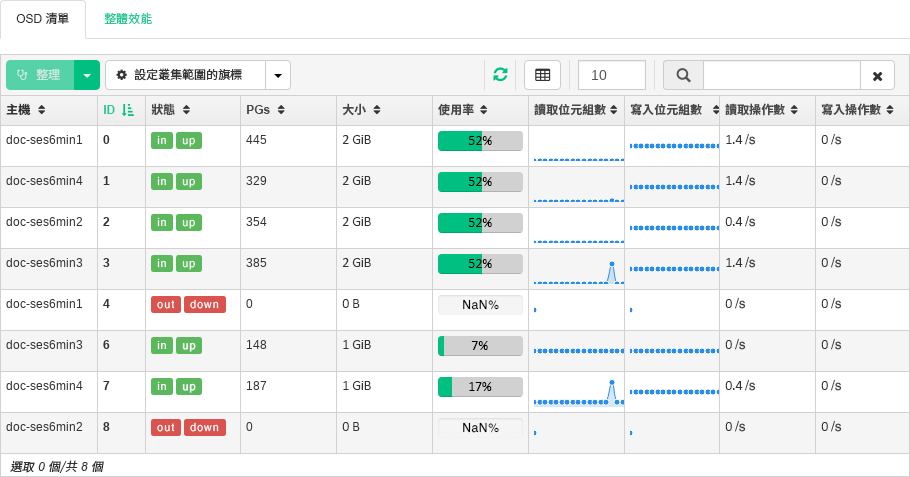 OSD 清單 整體效能
整理 設定叢集範圍的旗標 10
主機 ID 狀態 PGs 大小 使用率 讀取位元組數 寫入位元組數 讀取操作數 寫入操作數
doc-ses6min1 0 in up 445 2 GiB 52% 1.4 /s 0 /s
doc-ses6min4 1 in up 329 2 GiB 52% 1.4 /s 0 /s
doc-ses6min2 2 in up 354 2 GiB 52% 0.4 /s 0 /s
doc-ses6min3 3 in up 385 2 GiB 52% 1.4 /s 0 /s
doc-ses6min1 4 out down 0 0 B NaN% 0 /s 0 /s
doc-ses6min3 6 in up 148 1 GiB 7% 0 /s 0 /s
doc-ses6min4 7 in up 187 1 GiB 17% 0.4 /s 0 /s
doc-ses6min2 8 out down 0 0 B NaN% 0 /s 0 /s
選取 0 個/共 8 個